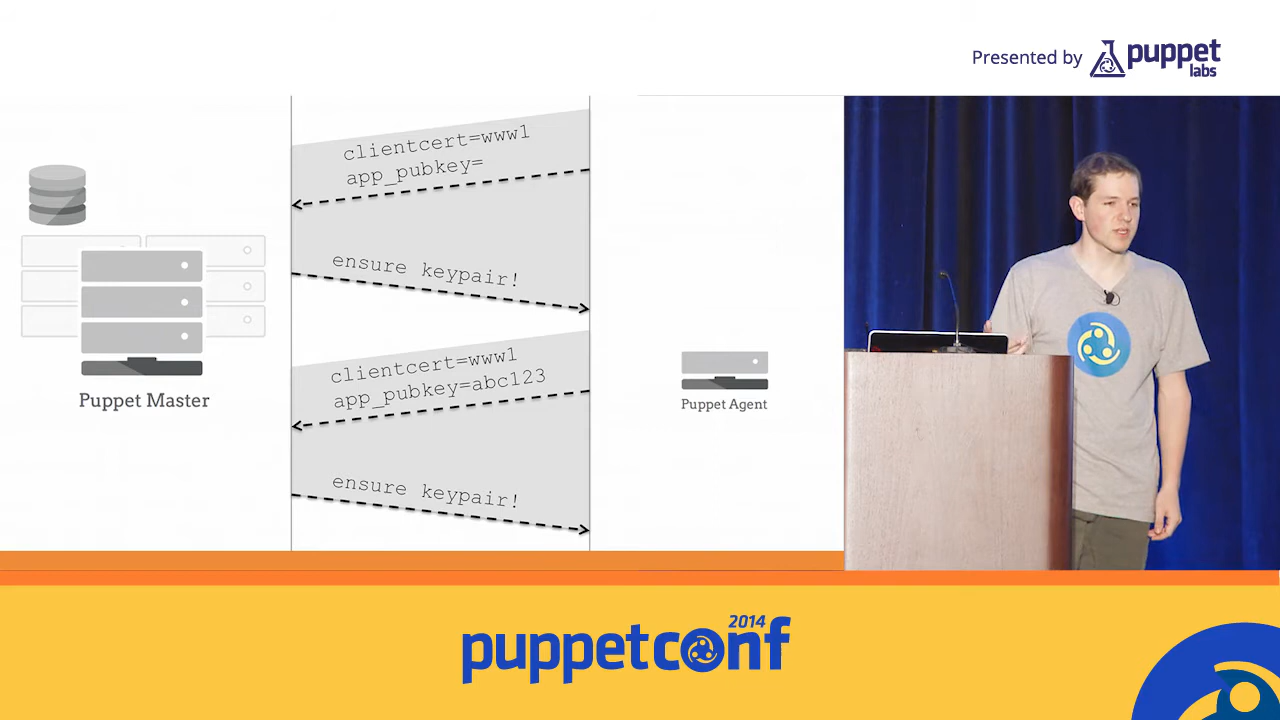 Presented by puppet labs
clientcert=www1
app_pubkey=
ensure keypair!
clientcert=www1
app_pubkey=abc123
ensure keypair!
Puppet Master
Puppet Agent
2014
puppetconf